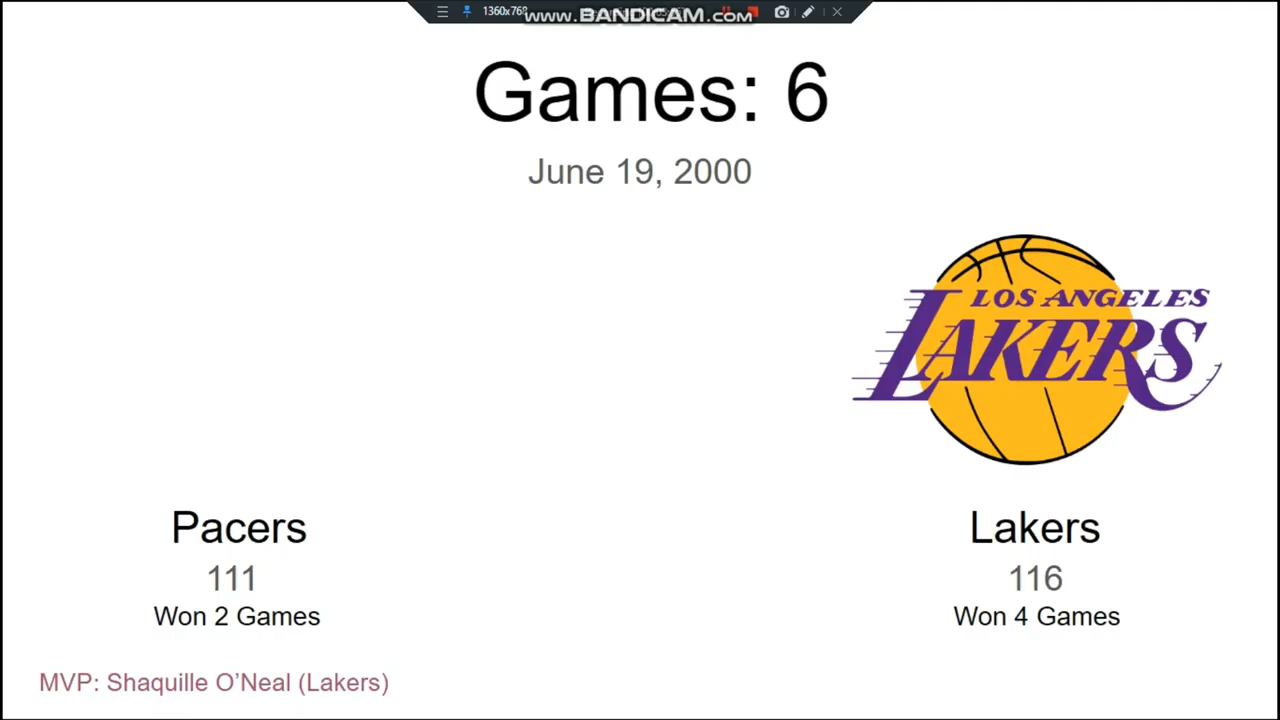 1360x768
www.BANDICAM.com
Games: 6
June 19, 2000
LOS ANGELES
LAKERS
Pacers
111
Won 2 Games
Lakers
116
Won 4 Games
MVP: Shaquille O’Neal (Lakers)